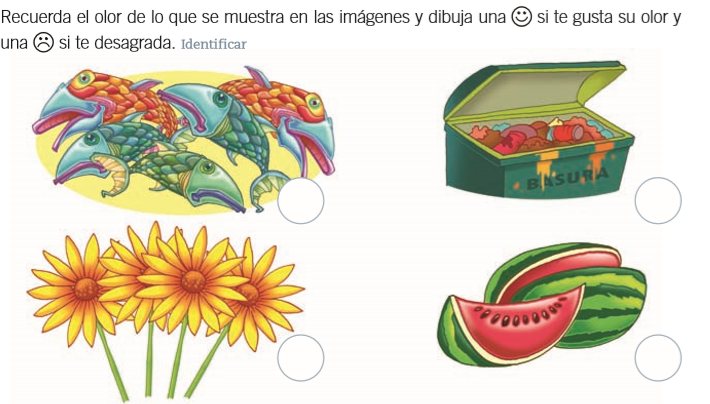 Recuerda el olor de lo que se muestra en las imágenes y dibuja una ☺ si te gusta su olor y
una ☹ si te desagrada. Identificar
BASURA